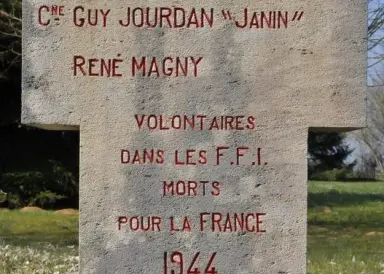 CNE GUY JOURDAN "JANIN"
RENÉ MAGNY
VOLONTAIRES
DANS LES F.F.I.
MORTS
POUR LA FRANCE
1944